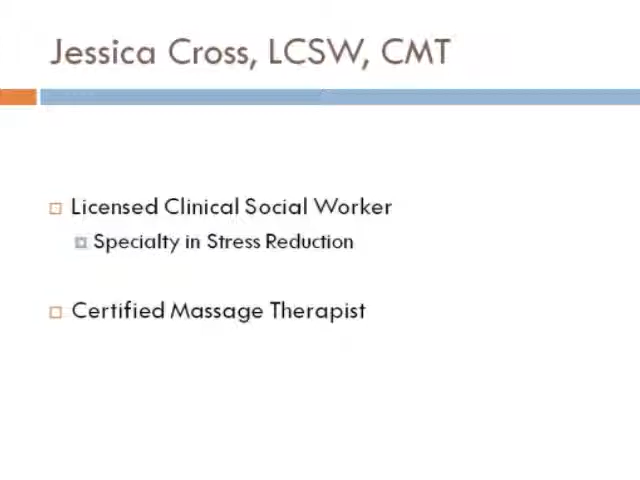 Jessica Cross, LCSW, CMT
Licensed Clinical Social Worker
Specialty in Stress Reduction
Certified Massage Therapist